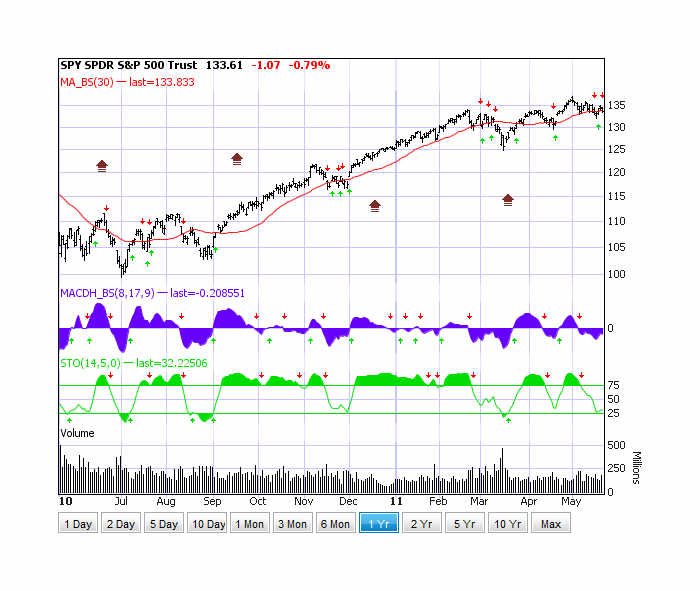 SPY SPDR S&P 500 Trust 133.61 -1.07 -0.79%
MA_BS(30) — last=133.833
135
130
125
120
115
110
105
100
MACDH_BS(8,17,9) — last=-0.208551
0
STO(14,5,0) — last=32.22506
75
50
25
Volume
500
250
0
Millions
10 Jul Aug Sep Oct Nov Dec 11 Feb Mar Apr May
1 Day 2 Day 5 Day 10 Day 1 Mon 3 Mon 6 Mon 1 Yr 2 Yr 5 Yr 10 Yr Max